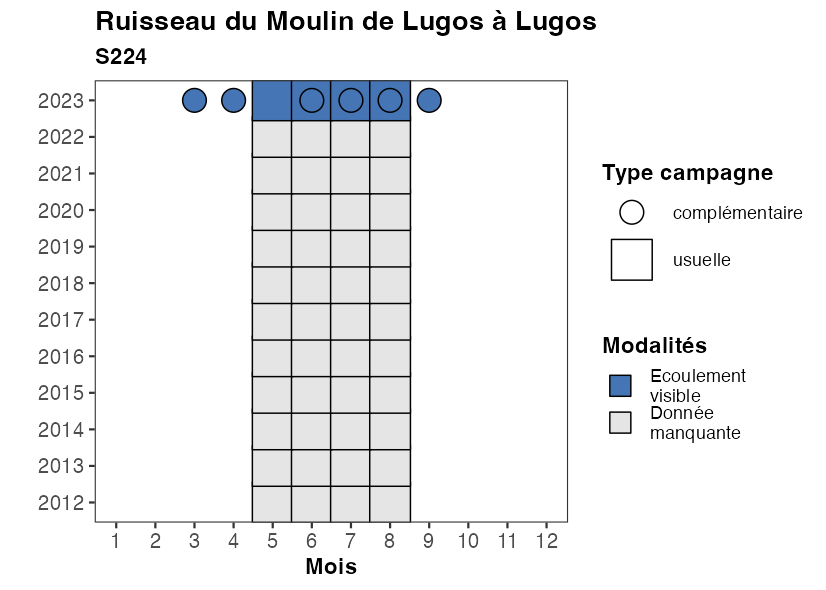 Ruisseau du Moulin de Lugos à Lugos
S224
2023
2022
2021
2020
2019
2018
2017
2016
2015
2014
2013
2012
1 2 3 4 5 6 7 8 9 10 11 12
Mois
Type campagne
complémentaire
usuelle
Modalités
Ecoulement
visible
Donnée
manquante